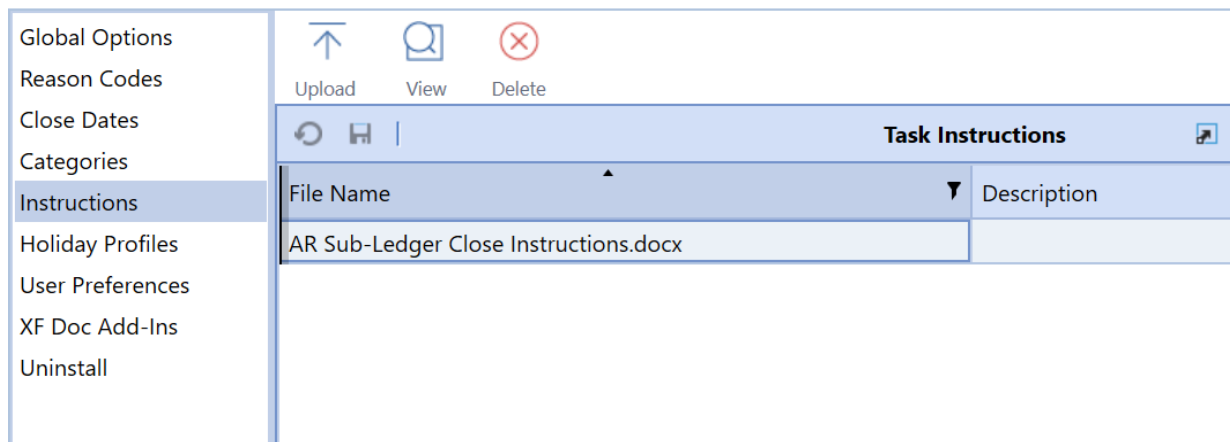 Global Options
Reason Codes
Close Dates
Categories
Instructions
Holiday Profiles
User Preferences
XF Doc Add-Ins
Uninstall
Upload View Delete
Task Instructions
File Name Description
AR Sub-Ledger Close Instructions.docx